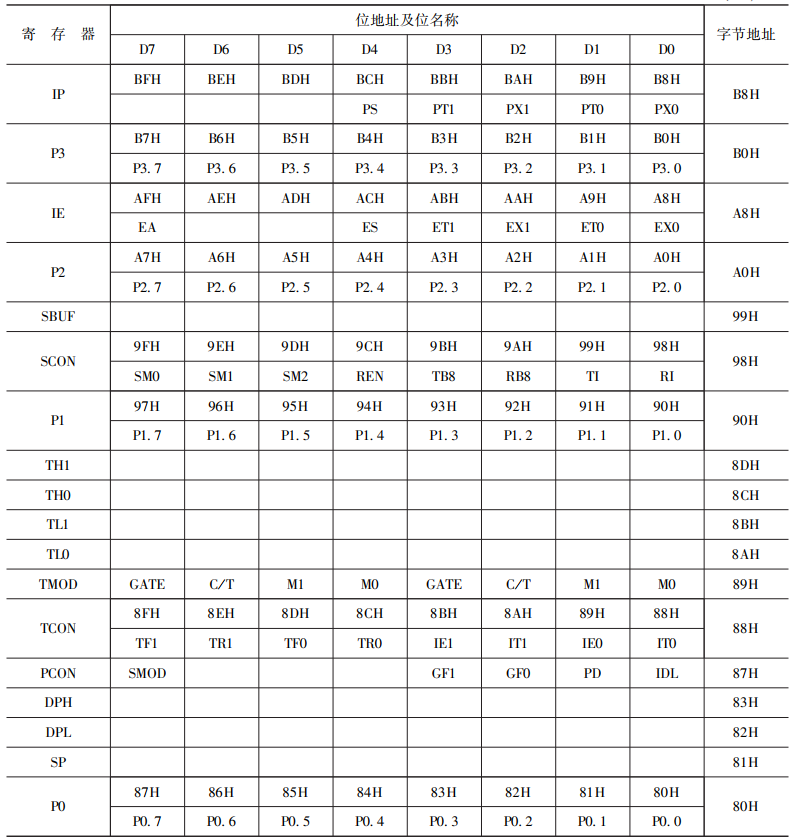 寄 存 器 位地址及位名称 字节地址
D7 D6 D5 D4 D3 D2 D1 D0
IP BFH BEH BDH BCH BBH BAH B9H B8H B8H
PS PT1 PX1 PT0 PX0
P3 B7H B6H B5H B4H B3H B2H B1H B0H B0H
P3.7 P3.6 P3.5 P3.4 P3.3 P3.2 P3.1 P3.0
IE AFH AEH ADH ACH ABH AAH A9H A8H A8H
EA ES ET1 EX1 ET0 EX0
P2 A7H A6H A5H A4H A3H A2H A1H A0H A0H
P2.7 P2.6 P2.5 P2.4 P2.3 P2.2 P2.1 P2.0
SBUF 99H
SCON 9FH 9EH 9DH 9CH 9BH 9AH 99H 98H 98H
SM0 SM1 SM2 REN TB8 RB8 TI RI
P1 97H 96H 95H 94H 93H 92H 91H 90H 90H
P1.7 P1.6 P1.5 P1.4 P1.3 P1.2 P1.1 P1.0
TH1 8DH
TH0 8CH
TL1 8BH
TL0 8AH
TMOD GATE C/T M1 M0 GATE C/T M1 M0 89H
TCON 8FH 8EH 8DH 8CH 8BH 8AH 89H 88H 88H
TF1 TR1 TF0 TR0 IE1 IT1 IE0 IT0
PCON SMOD GF1 GF0 PD IDL 87H
DPH 83H
DPL 82H
SP 81H
P0 87H 86H 85H 84H 83H 82H 81H 80H 80H
P0.7 P0.6 P0.5 P0.4 P0.3 P0.2 P0.1 P0.0